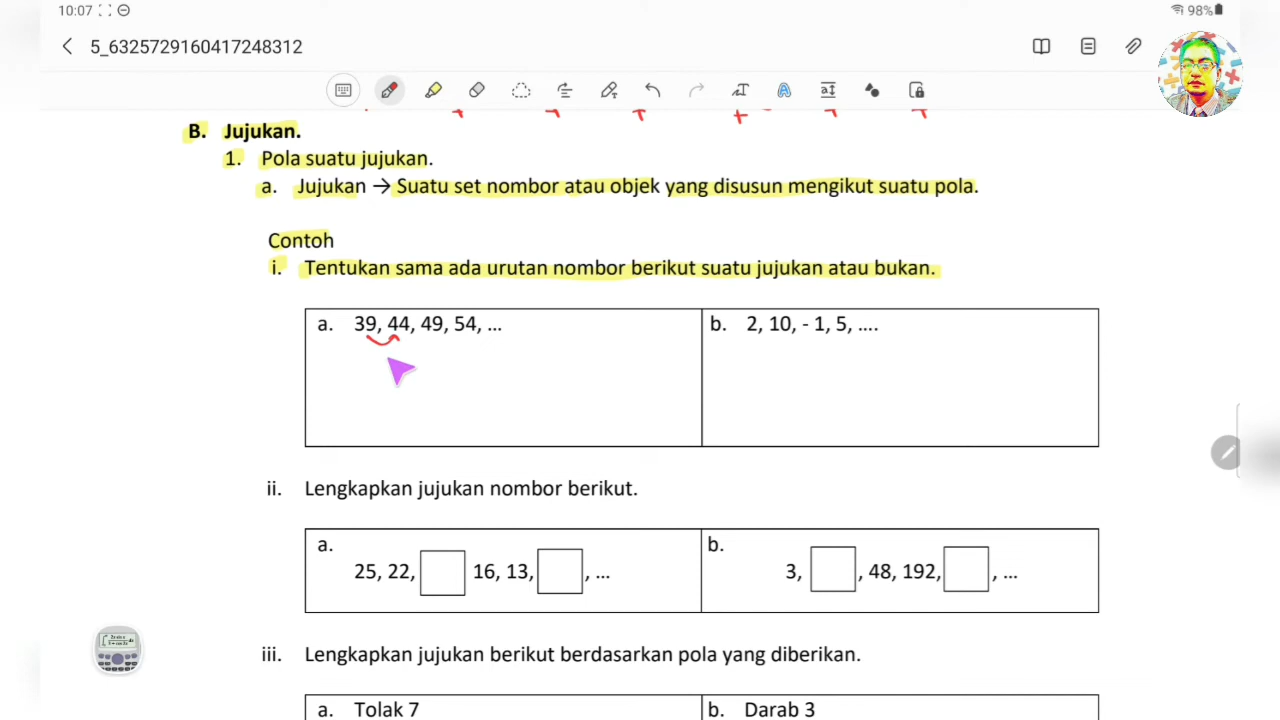 10:07
98%
5_6325729160417248312
B. Jujukan.
1. Pola suatu jujukan.
a. Jujukan → Suatu set nombor atau objek yang disusun mengikut suatu pola.
Contoh
i. Tentukan sama ada urutan nombor berikut suatu jujukan atau bukan.
a. 39, 44, 49, 54, ...
b. 2, 10, - 1, 5, ....
ii. Lengkapkan jujukan nombor berikut.
a.
25, 22, 16, 13, , ...
b.
3, , 48, 192, , ...
iii. Lengkapkan jujukan berikut berdasarkan pola yang diberikan.
a. Tolak 7
b. Darab 3